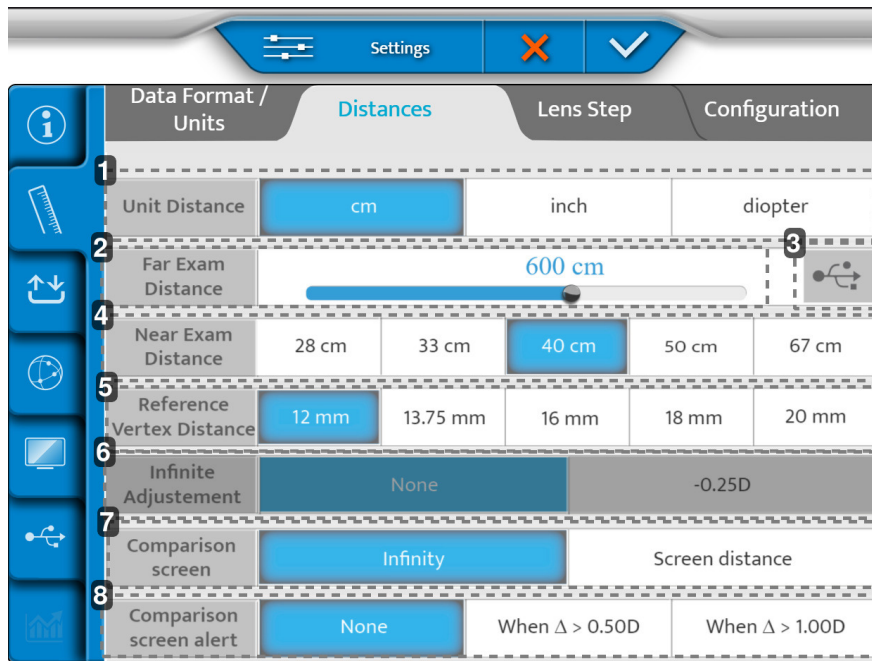 Settings
Data Format /
Units
Distances
Lens Step
Configuration
1
Unit Distance
cm
inch
diopter
2
3
Far Exam
Distance
600 cm
4
Near Exam
Distance
28 cm
33 cm
40 cm
50 cm
67 cm
5
Reference
Vertex Distance
12 mm
13.75 mm
16 mm
18 mm
20 mm
6
Infinite
Adjustement
None
-0.25D
7
Comparison
screen
Infinity
Screen distance
8
Comparison
screen alert
None
When Δ > 0.50D
When Δ > 1.00D